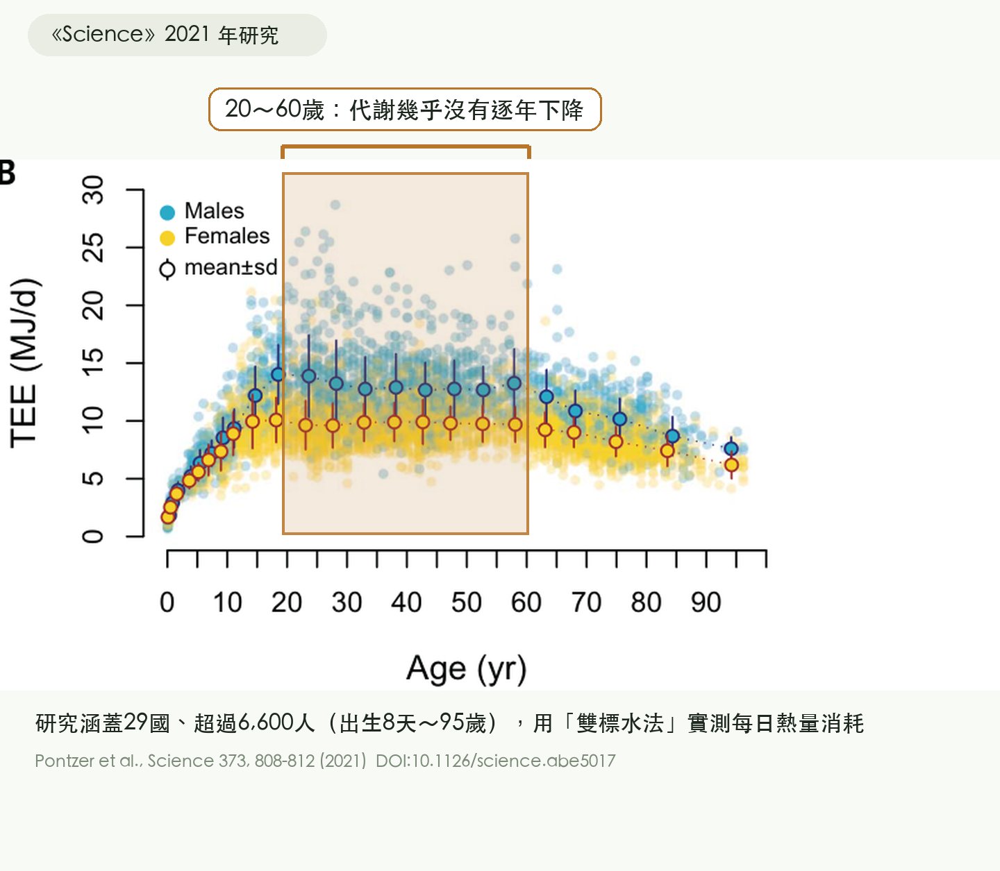 《Science》2021 年研究
20～60歲：代謝幾乎沒有逐年下降
B
Males
Females
mean±sd
TEE (MJ/d)
30
25
20
15
10
5
0
0 10 20 30 40 50 60 70 80 90
Age (yr)
研究涵蓋29國、超過6,600人（出生8天～95歲），用「雙標水法」實測每日熱量消耗
Pontzer et al., Science 373, 808-812 (2021) DOI:10.1126/science.abe5017